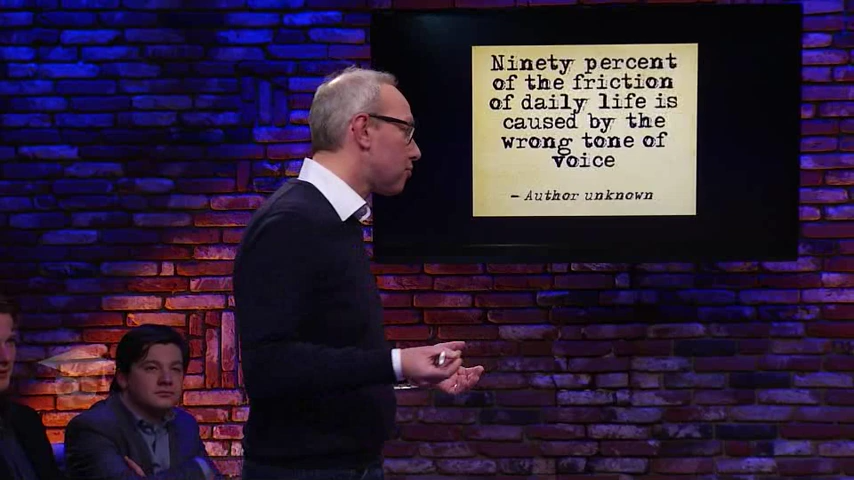 Ninety percent
of the friction
of daily life is
caused by the
wrong tone of
voice
– Author unknown